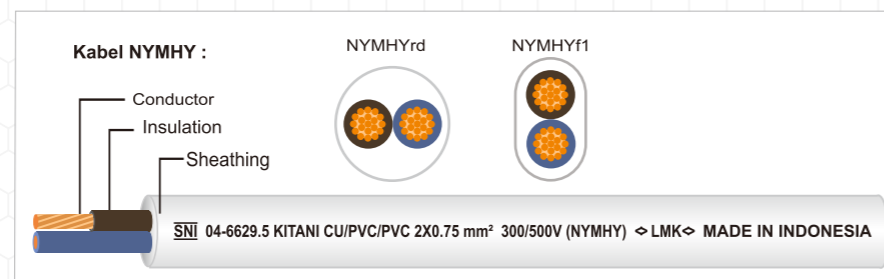 Kabel NYMHY :
NYMHYrd
NYMHYf1
Conductor
Insulation
Sheathing
SNI 04-6629.5 KITANI CU/PVC/PVC 2X0.75 mm² 300/500V (NYMHY) <>LMK<> MADE IN INDONESIA